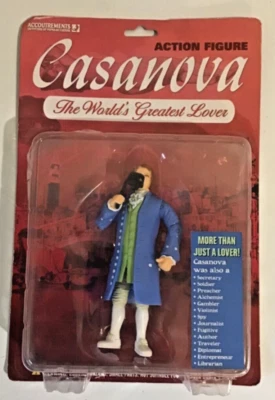 ACCOUTREMENTS
ACTION FIGURE
Casanova
The World's Greatest Lover
MORE THAN
JUST A LOVER!
Casanova
was also a
• Secretary
• Soldier
• Preacher
• Alchemist
• Gambler
• Violinist
• Spy
• Journalist
• Fugitive
• Author
• Traveler
• Diplomat
• Entrepreneur
• Librarian